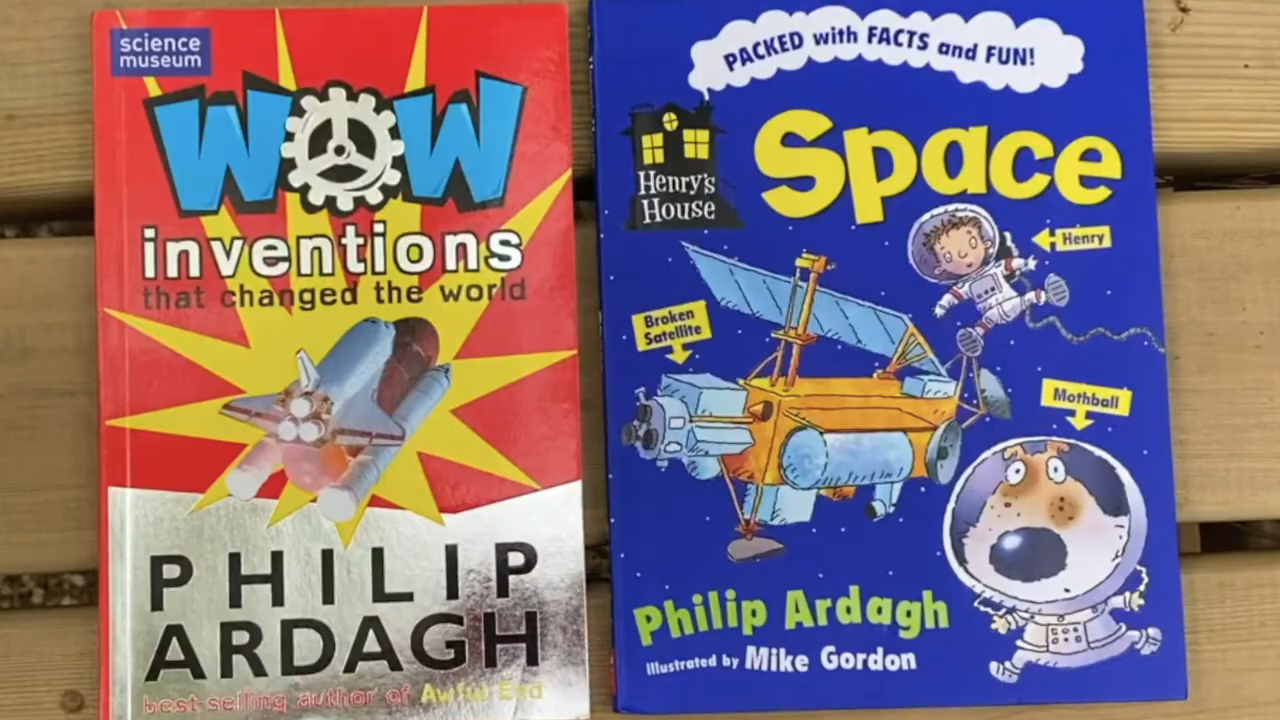 science
museum
WOW
inventions
that changed the world
PHILIP
ARDAGH
best selling author of Awful End
PACKED with FACTS and FUN!
Henry's
House
Space
Henry
Broken
Satellite
Mothball
Philip Ardagh
Illustrated by Mike Gordon